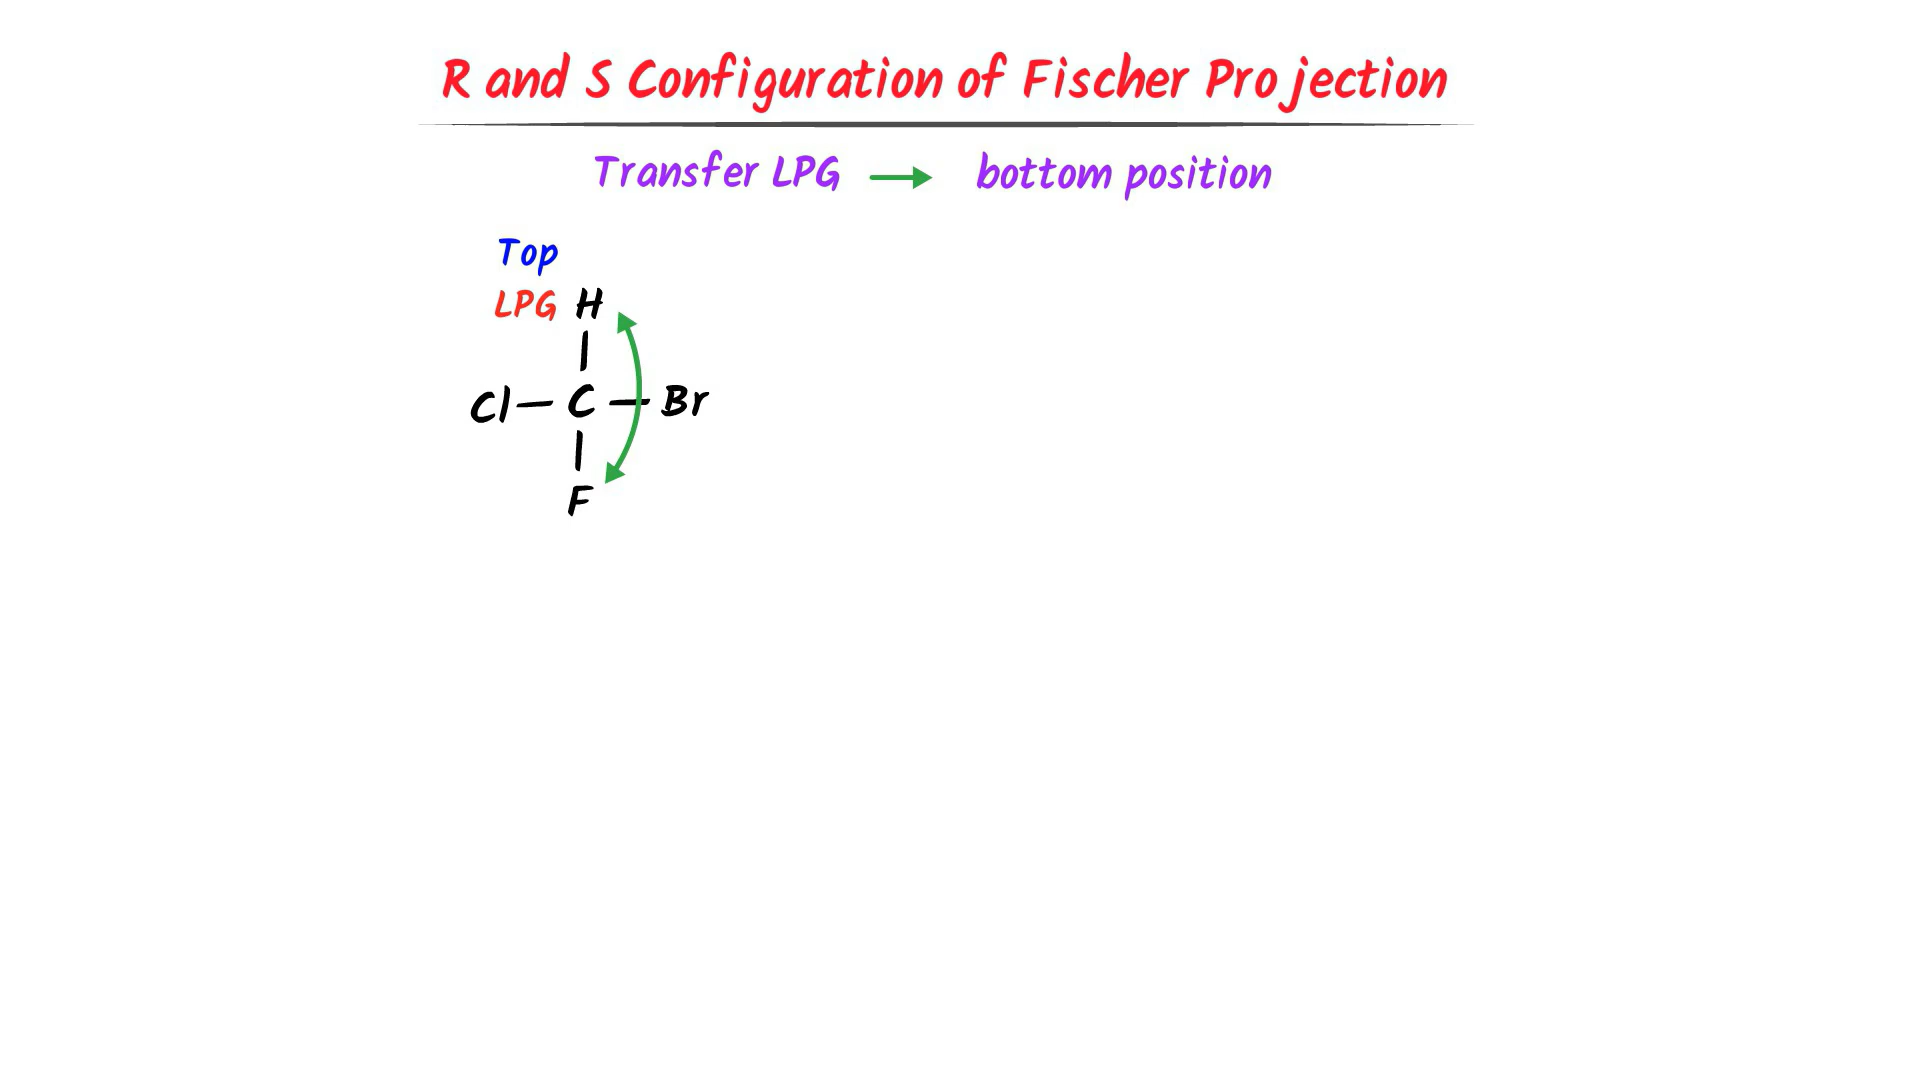 R and S Configuration of Fischer Projection
Transfer LPG → bottom position
Top
LPG H
Cl — C — Br
F